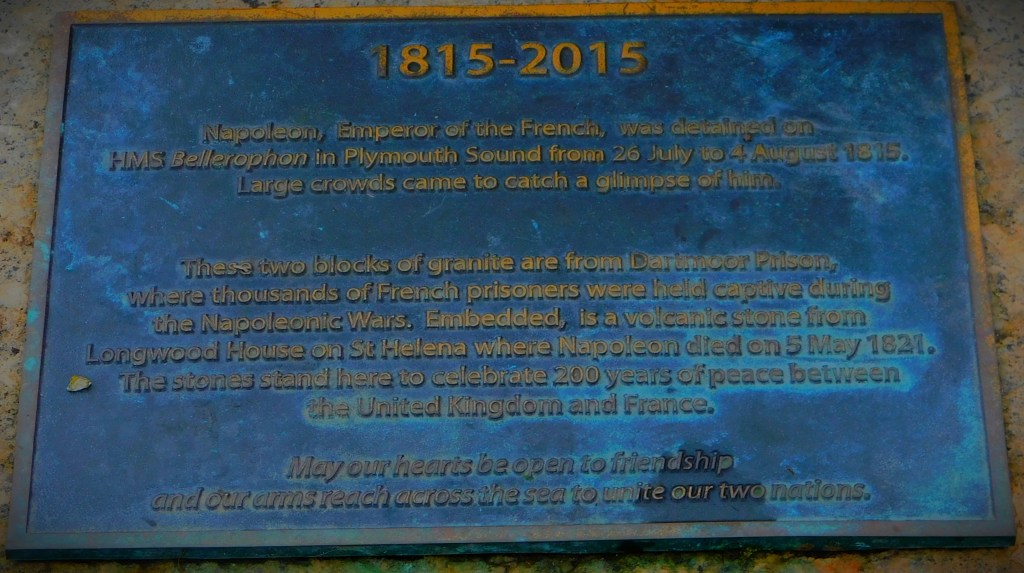 1815-2015
Napoleon, Emperor of the French, was detained on
HMS Bellerophon in Plymouth Sound from 26 July to 4 August 1815.
Large crowds came to catch a glimpse of him.
These two blocks of granite are from Dartmoor Prison,
where thousands of French prisoners were held captive during
the Napoleonic Wars. Embedded, is a volcanic stone from
Longwood House on St Helena where Napoleon died on 5 May 1821.
The stones stand here to celebrate 200 years of peace between
the United Kingdom and France.
May our hearts be open to friendship
and our arms reach across the sea to unite our two nations.